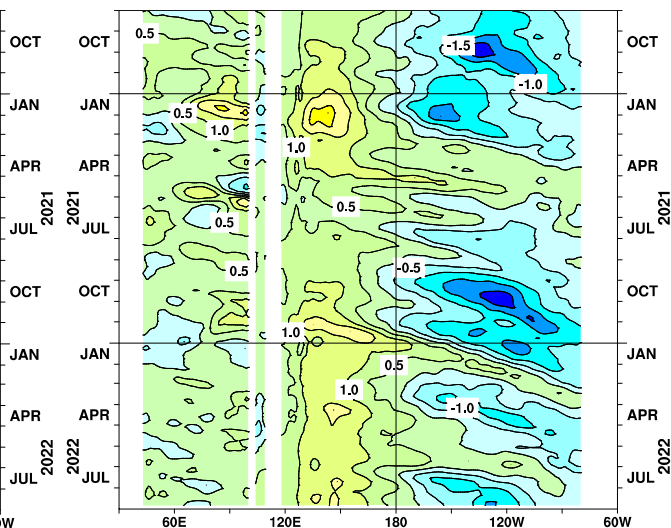 0.5
OCT OCT -1.5 OCT
-1.0
JAN JAN 0.5 JAN
1.0
1.0
APR APR APR
2021 2021 0.5 2021
JUL JUL 0.5 JUL
0.5 -0.5
OCT OCT OCT
1.0
JAN JAN 0.5 JAN
1.0
APR APR -1.0 APR
2022 2022 2022
JUL JUL JUL
0W 60E 120E 180 120W 60W